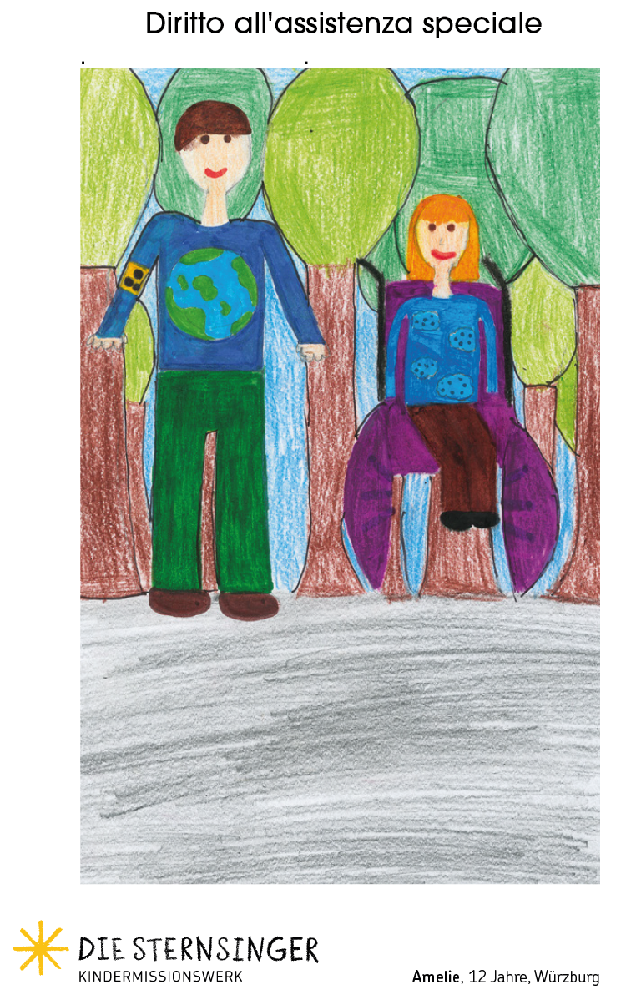 Diritto all'assistenza speciale
DIE STERNSINGER
KINDERMISSIONSWERK
Amelie, 12 Jahre, Würzburg